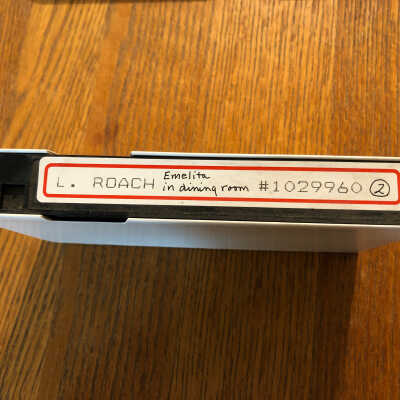 L. ROACH Emelita
in dining room #1029960 2